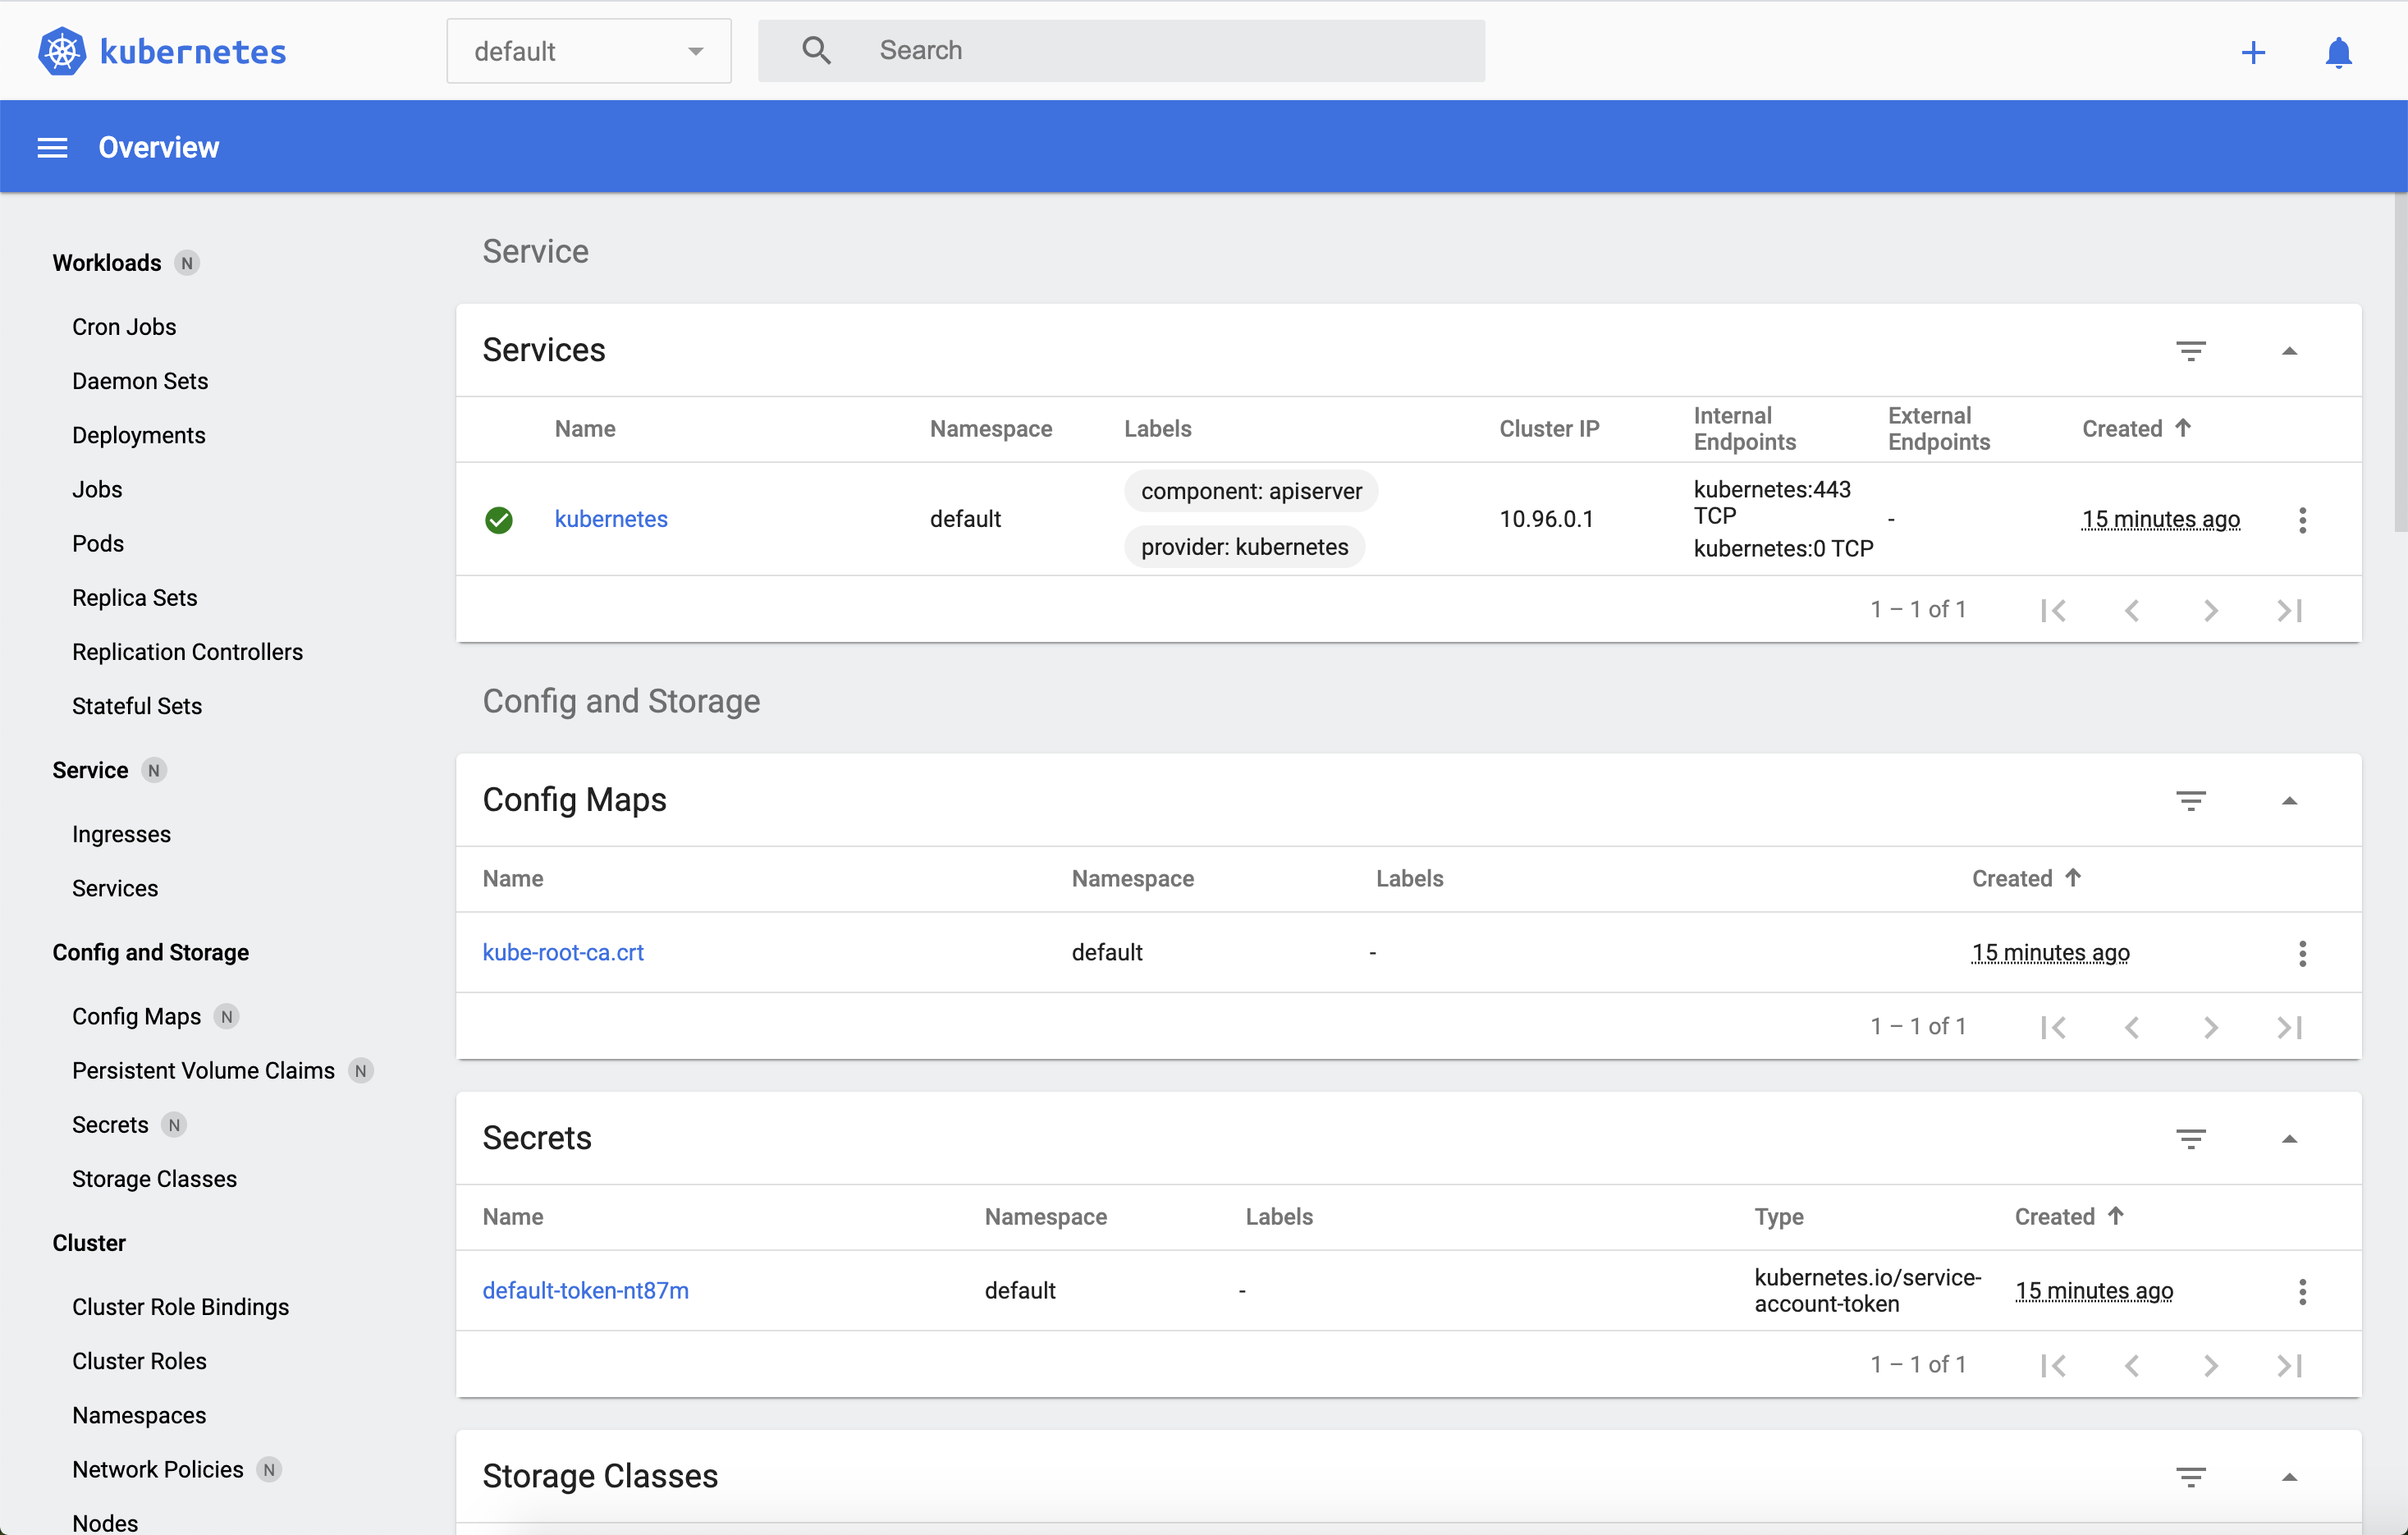 kubernetes
default
Search
Overview
Workloads N
Cron Jobs
Daemon Sets
Deployments
Jobs
Pods
Replica Sets
Replication Controllers
Stateful Sets
Service N
Ingresses
Services
Config and Storage
Config Maps N
Persistent Volume Claims N
Secrets N
Storage Classes
Cluster
Cluster Role Bindings
Cluster Roles
Namespaces
Network Policies N
Nodes
Service
Services
Name Namespace Labels Cluster IP Internal Endpoints External Endpoints Created
kubernetes default component: apiserver provider: kubernetes 10.96.0.1 kubernetes:443 TCP kubernetes:0 TCP - 15 minutes ago
1 – 1 of 1
Config and Storage
Config Maps
Name Namespace Labels Created
kube-root-ca.crt default - 15 minutes ago
1 – 1 of 1
Secrets
Name Namespace Labels Type Created
default-token-nt87m default - kubernetes.io/service-account-token 15 minutes ago
1 – 1 of 1
Storage Classes